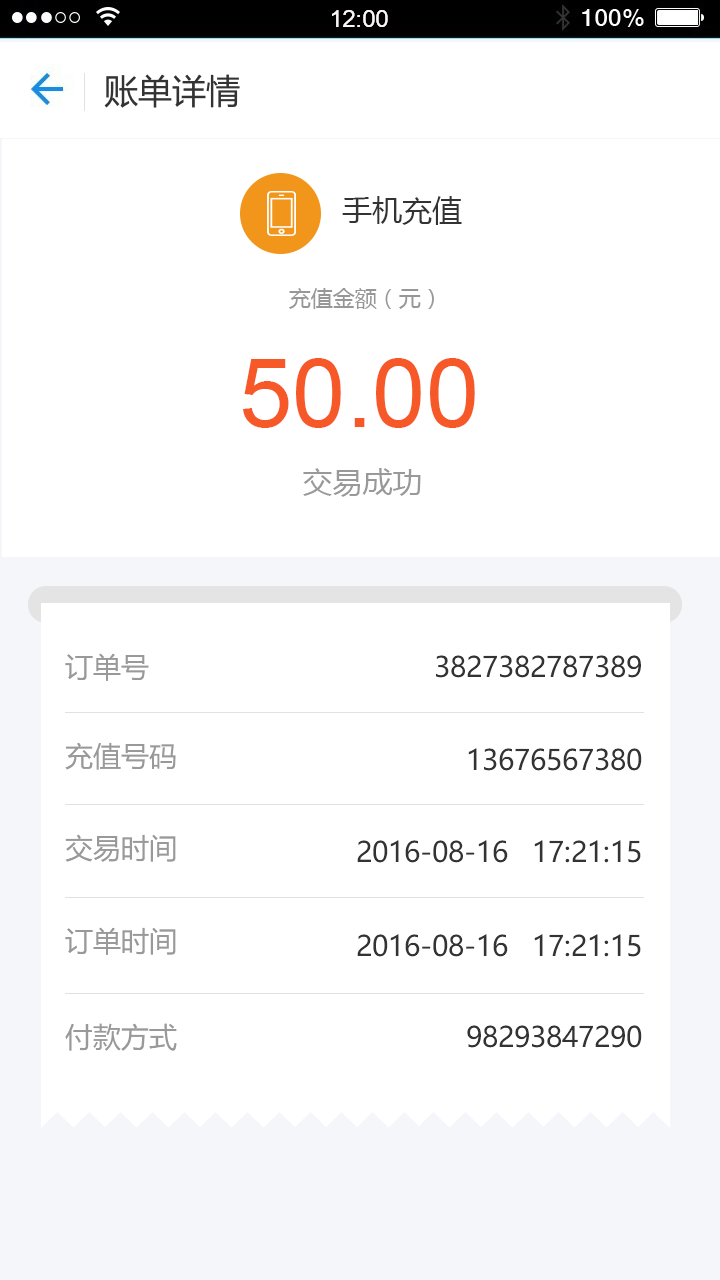 12:00
100%
账单详情
手机充值
充值金额（元）
50.00
交易成功
订单号 3827382787389
充值号码 13676567380
交易时间 2016-08-16 17:21:15
订单时间 2016-08-16 17:21:15
付款方式 98293847290